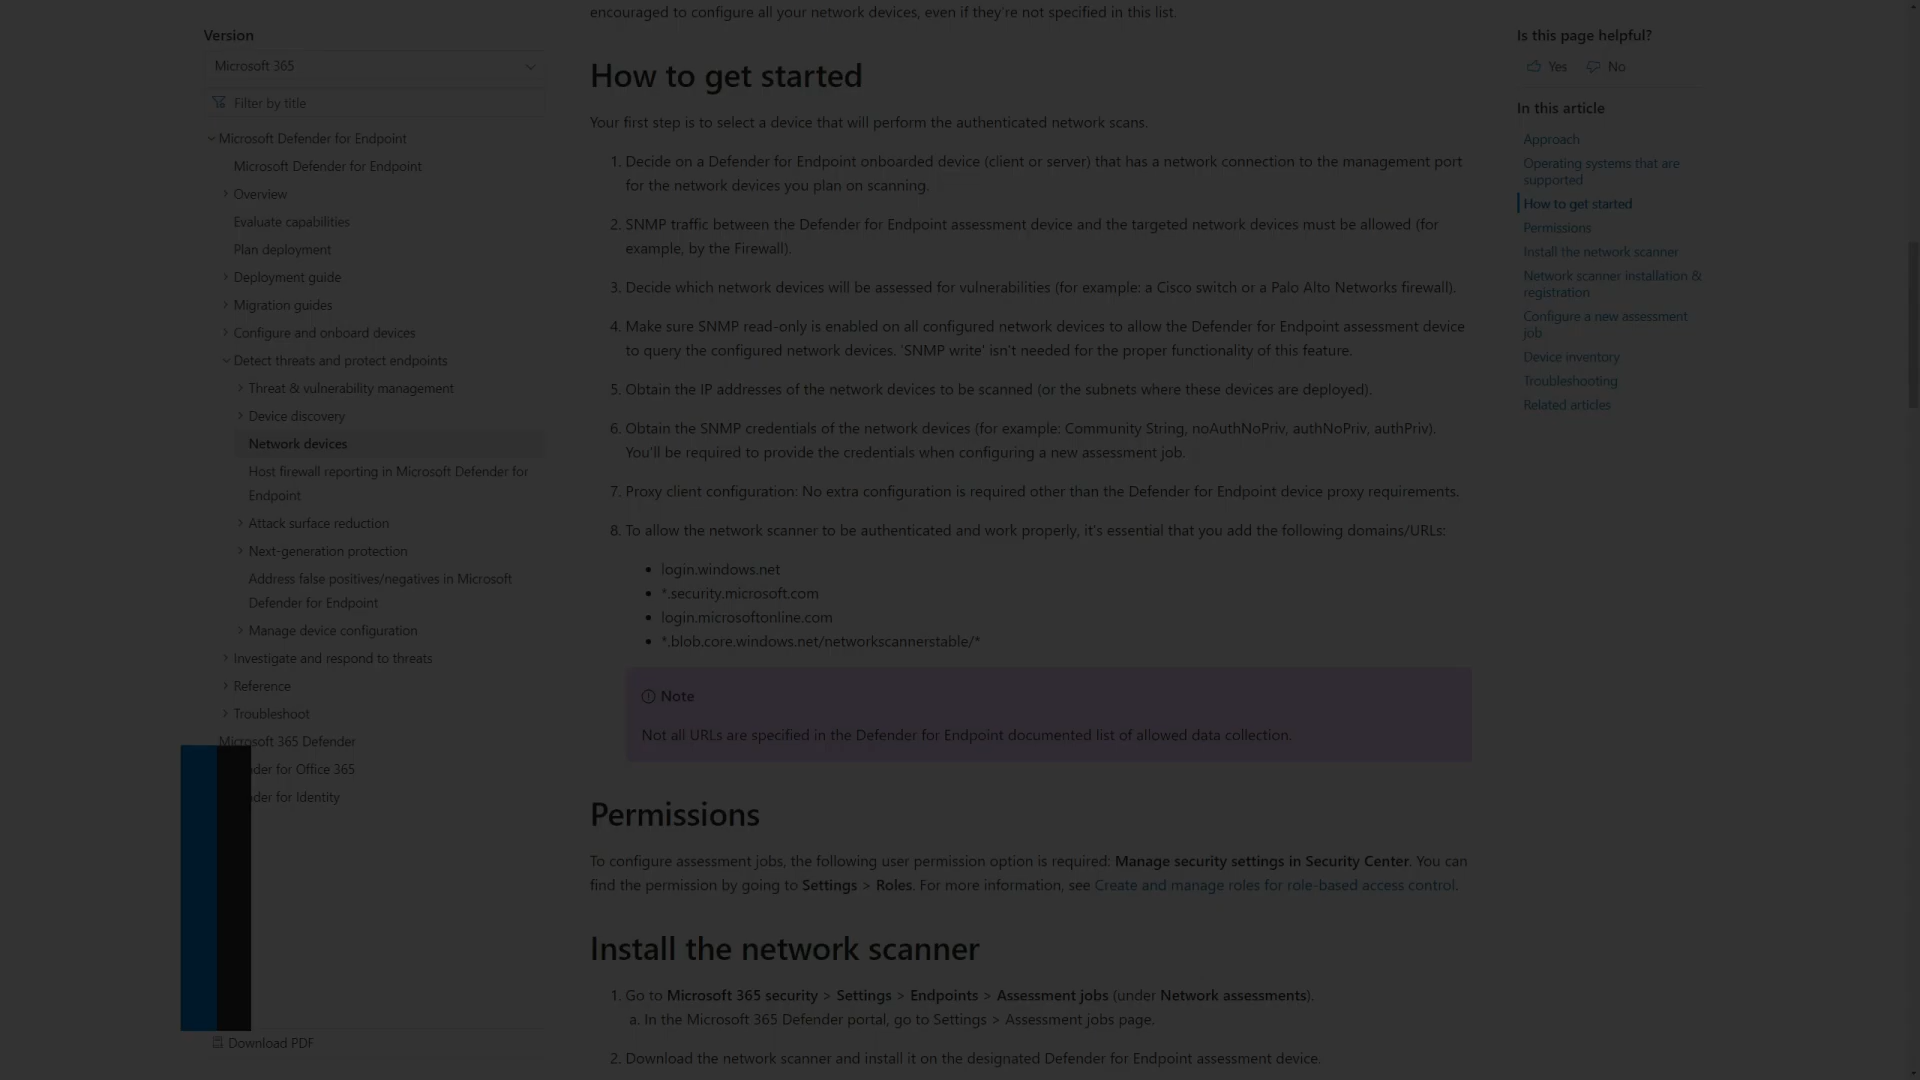 encouraged to configure all your network devices, even if they're not specified in this list.
Version
Microsoft 365
Filter by title
Microsoft Defender for Endpoint
Microsoft Defender for Endpoint
Overview
Evaluate capabilities
Plan deployment
Deployment guide
Migration guides
Configure and onboard devices
Detect threats and protect endpoints
Threat & vulnerability management
Device discovery
Network devices
Host firewall reporting in Microsoft Defender for
Endpoint
Attack surface reduction
Next-generation protection
Address false positives/negatives in Microsoft
Defender for Endpoint
Manage device configuration
Investigate and respond to threats
Reference
Troubleshoot
Microsoft 365 Defender
for Office 365
for Identity
Download PDF
How to get started
Your first step is to select a device that will perform the authenticated network scans.
1. Decide on a Defender for Endpoint onboarded device (client or server) that has a network connection to the management port
for the network devices you plan on scanning.
2. SNMP traffic between the Defender for Endpoint assessment device and the targeted network devices must be allowed (for
example, by the Firewall).
3. Decide which network devices will be assessed for vulnerabilities (for example: a Cisco switch or a Palo Alto Networks firewall).
4. Make sure SNMP read-only is enabled on all configured network devices to allow the Defender for Endpoint assessment device
to query the configured network devices. 'SNMP write' isn't needed for the proper functionality of this feature.
5. Obtain the IP addresses of the network devices to be scanned (or the subnets where these devices are deployed).
6. Obtain the SNMP credentials of the network devices (for example: Community String, noAuthNoPriv, authNoPriv, authPriv).
You'll be required to provide the credentials when configuring a new assessment job.
7. Proxy client configuration: No extra configuration is required other than the Defender for Endpoint device proxy requirements.
8. To allow the network scanner to be authenticated and work properly, it's essential that you add the following domains/URLs:
• login.windows.net
• *.security.microsoft.com
• login.microsoftonline.com
• *.blob.core.windows.net/networkscannerstable/*
Note
Not all URLs are specified in the Defender for Endpoint documented list of allowed data collection.
Permissions
To configure assessment jobs, the following user permission option is required: Manage security settings in Security Center. You can
find the permission by going to Settings > Roles. For more information, see Create and manage roles for role-based access control.
Install the network scanner
1. Go to Microsoft 365 security > Settings > Endpoints > Assessment jobs (under Network assessments).
a. In the Microsoft 365 Defender portal, go to Settings > Assessment jobs page.
2. Download the network scanner and install it on the designated Defender for Endpoint assessment device.
Is this page helpful?
Yes No
In this article
Approach
Operating systems that are
supported
How to get started
Permissions
Install the network scanner
Network scanner installation &
registration
Configure a new assessment
job
Device inventory
Troubleshooting
Related articles